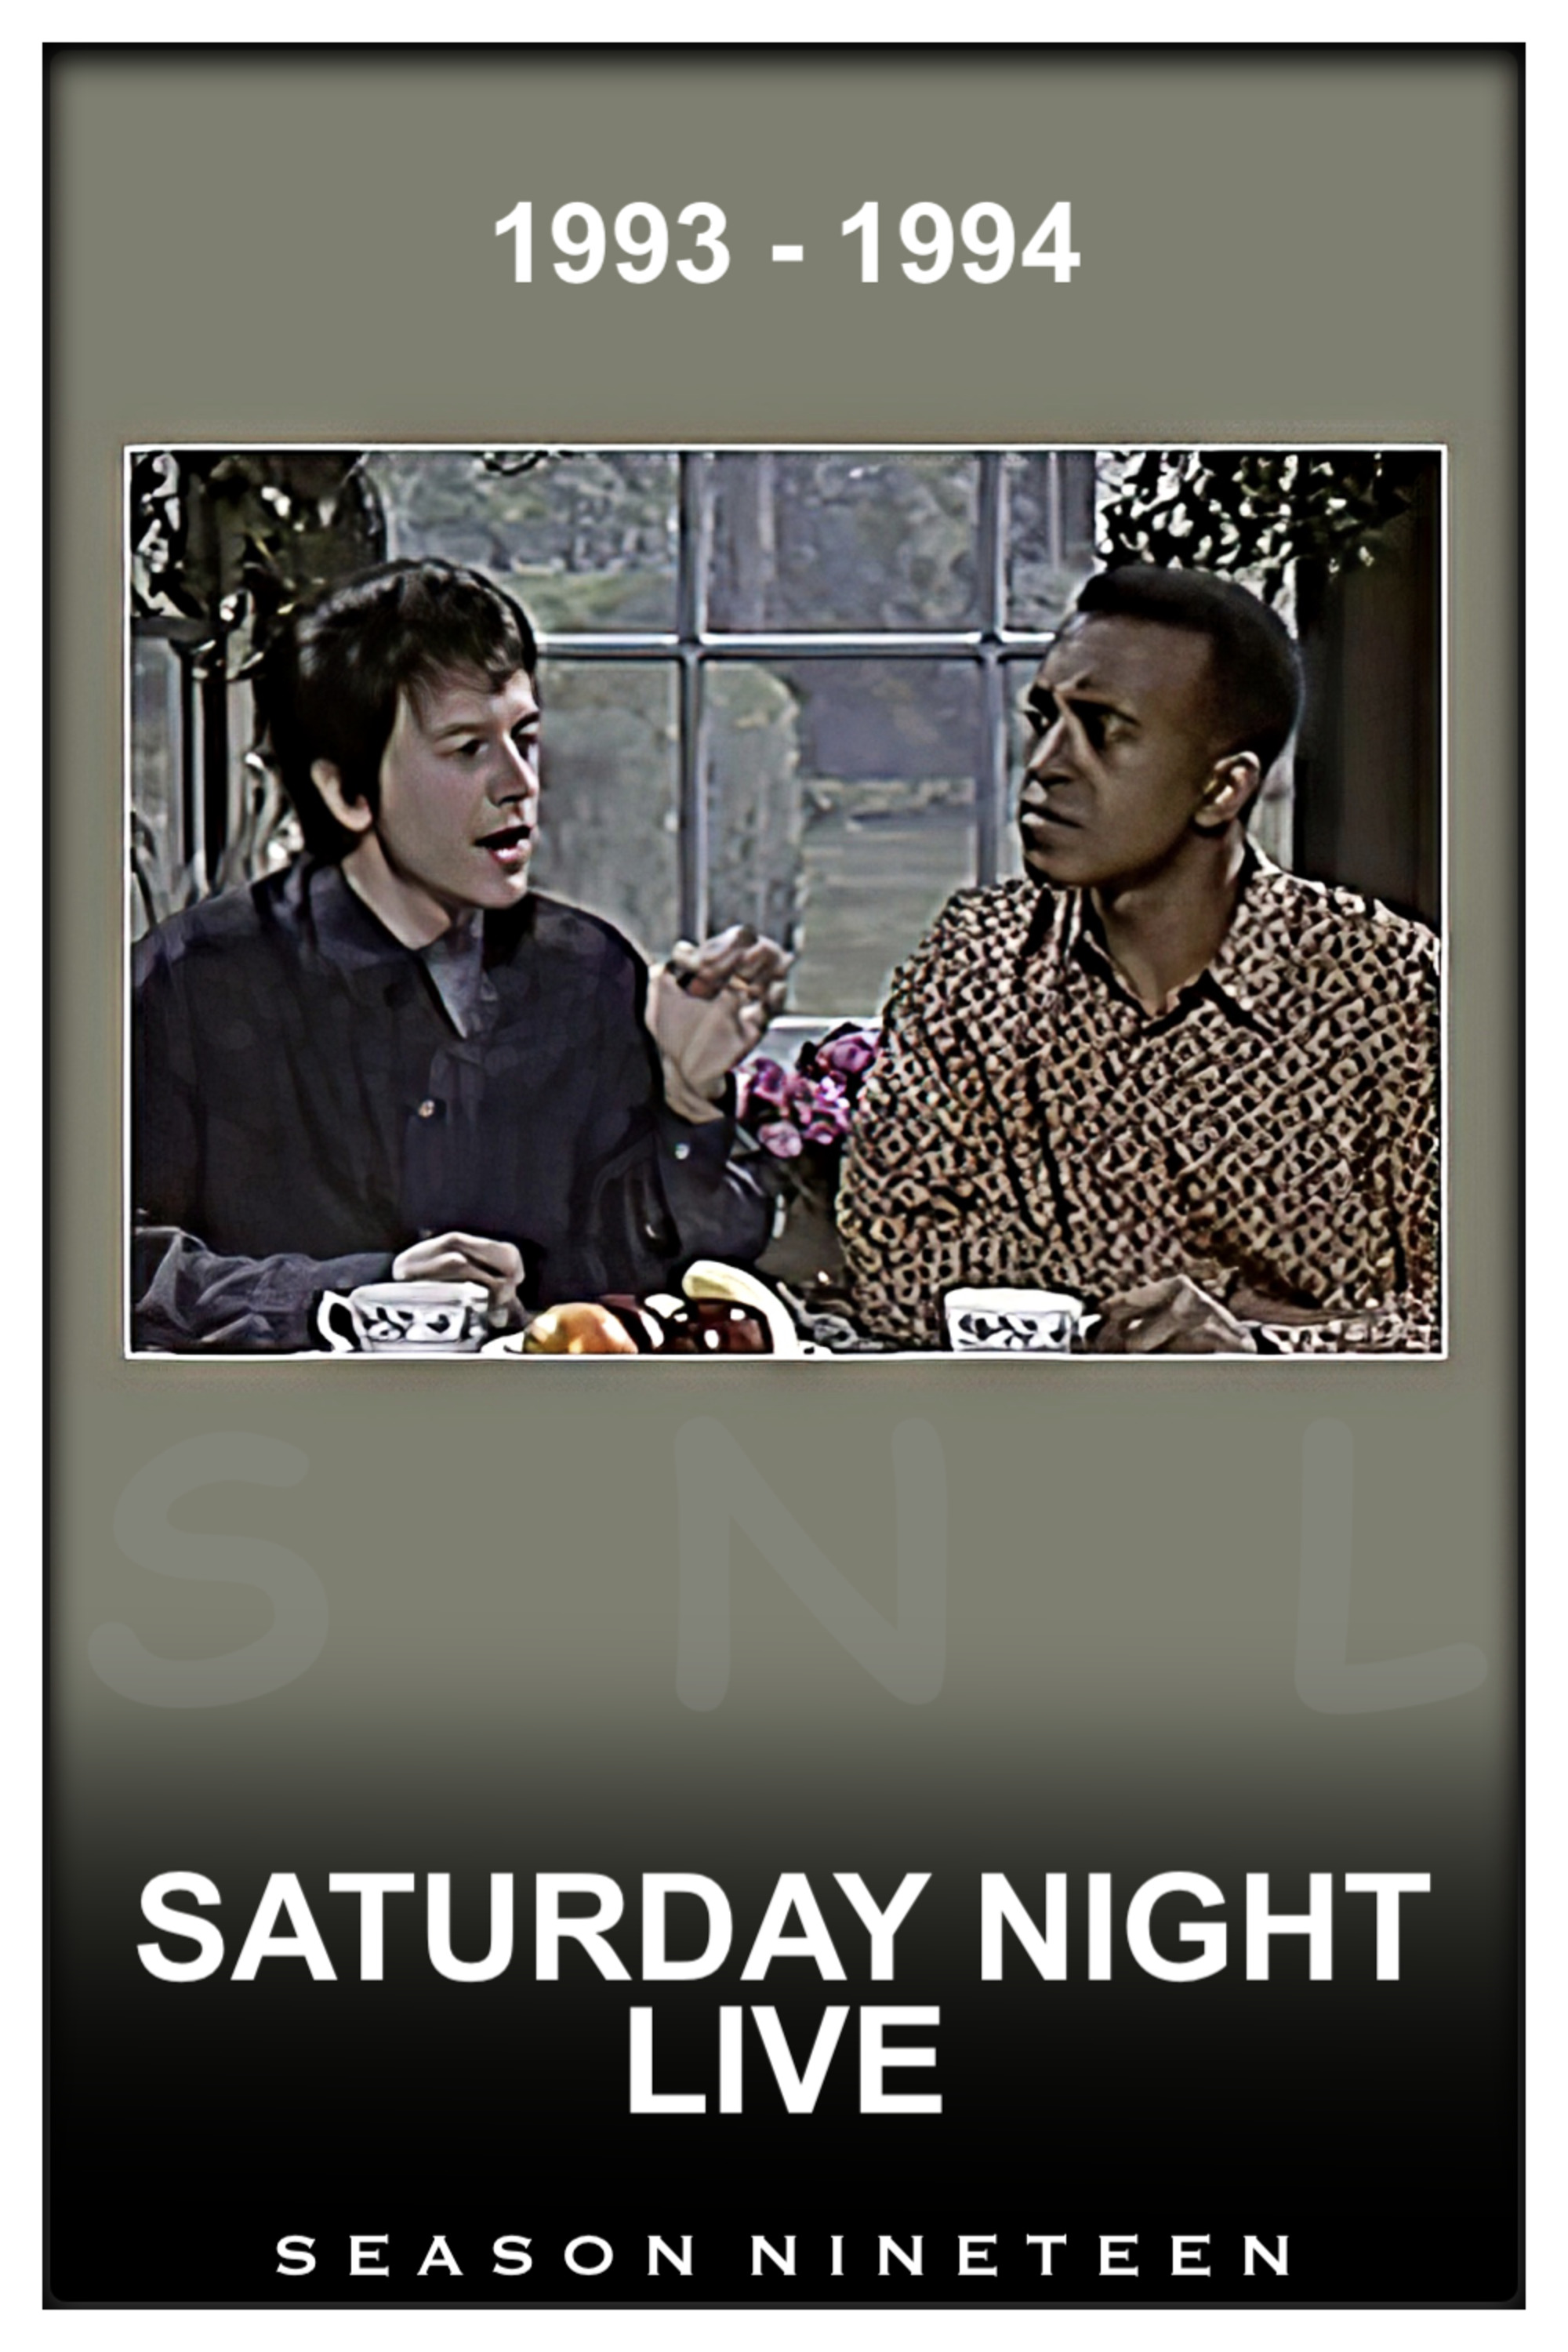 1993 - 1994
S N L
SATURDAY NIGHT
LIVE
SEASON NINETEEN